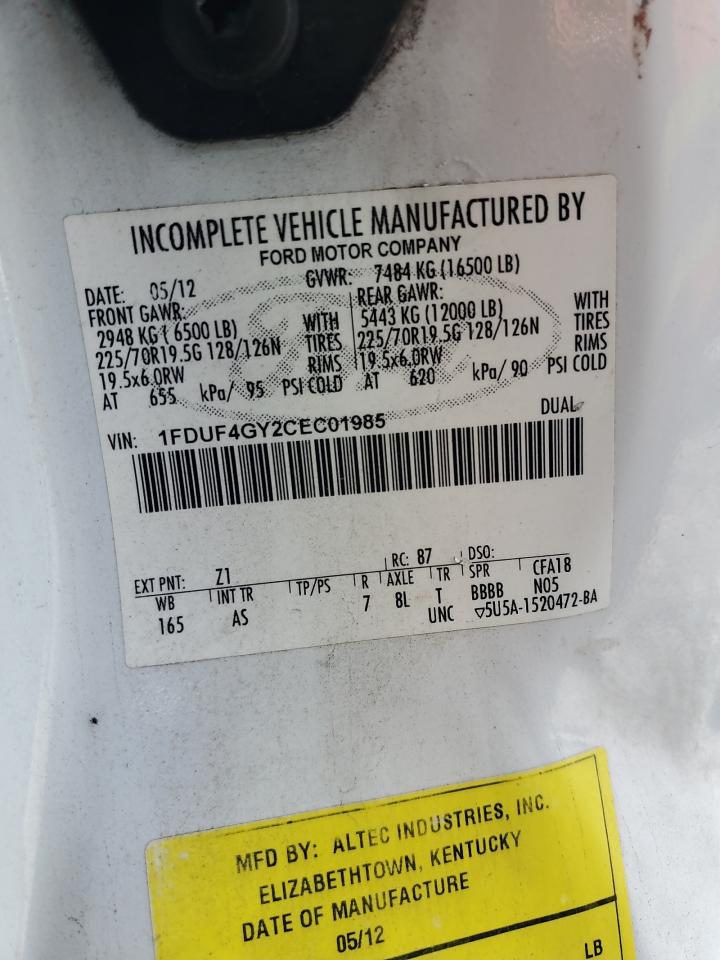 INCOMPLETE VEHICLE MANUFACTURED BY
FORD MOTOR COMPANY
DATE: 05/12 GVWR: 7484 KG (16500 LB)
FRONT GAWR: REAR GAWR:
2948 KG ( 6500 LB) WITH 5443 KG (12000 LB) WITH
225/70R19.5G 128/126N TIRES 225/70R19.5G 128/126N TIRES
19.5x6.0RW RIMS 19.5x6.0RW RIMS
AT 655 kPa/ 95 PSI COLD AT 620 kPa/ 90 PSI COLD
VIN: 1FDUF4GY2CEC01985 DUAL
EXT PNT: Z1 RC: 87 DSO:
WB INT TR TP/PS R AXLE TR SPR CFA18
165 AS 7 8L T BBBB N05
UNC ▽5U5A-1520472-BA
MFD BY: ALTEC INDUSTRIES, INC.
ELIZABETHTOWN, KENTUCKY
DATE OF MANUFACTURE
05/12
LB